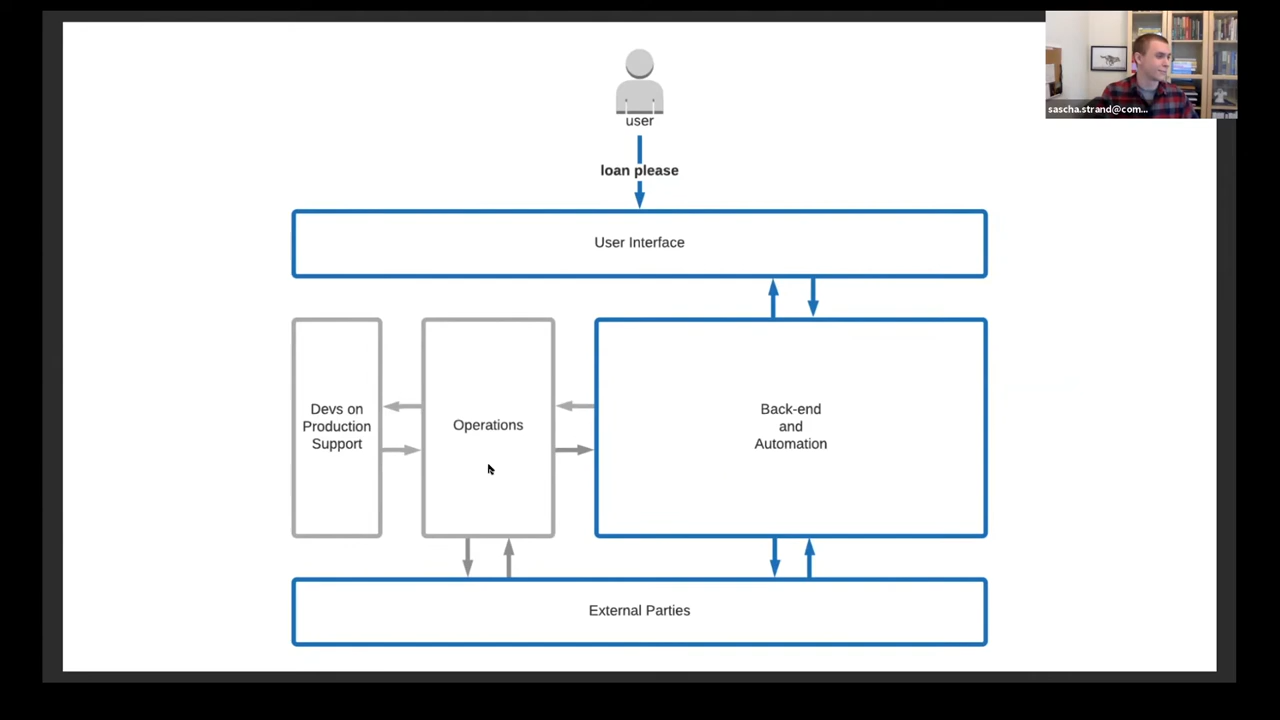 sascha.strand@com...
user
loan please
User Interface
Devs on
Production
Support
Operations
Back-end
and
Automation
External Parties